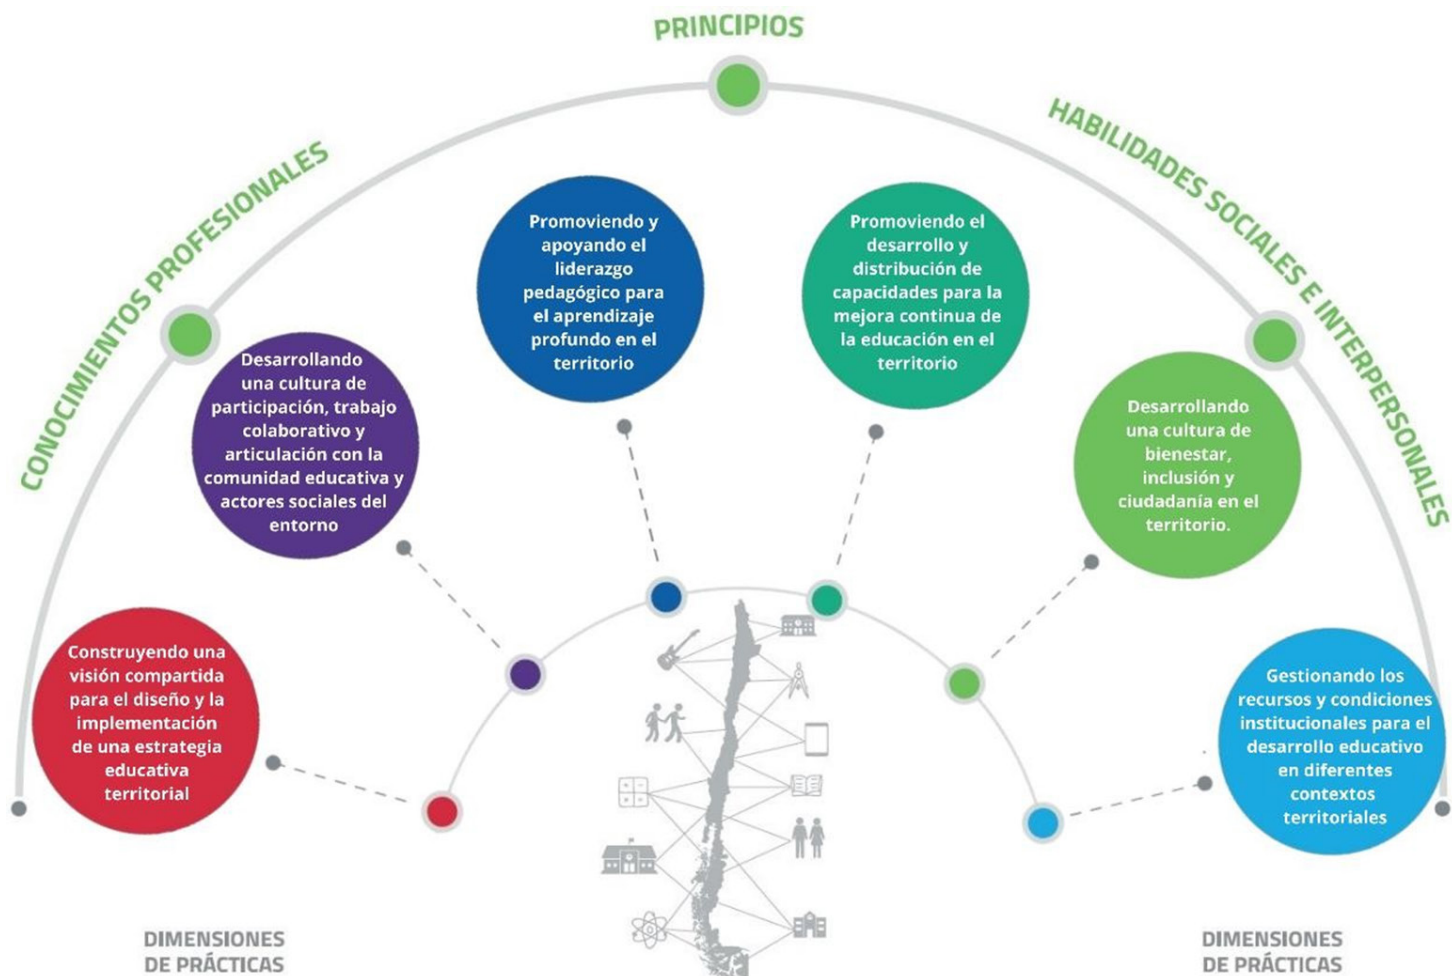 PRINCIPIOS
CONOCIMIENTOS PROFESIONALES
HABILIDADES SOCIALES E INTERPERSONALES
Construyendo una
visión compartida
para el diseño y la
implementación
de una estrategia
educativa
territorial
Desarrollando
una cultura de
participación, trabajo
colaborativo y
articulación con la
comunidad educativa y
actores sociales del
entorno
Promoviendo y
apoyando el
liderazgo
pedagógico para
el aprendizaje
profundo en el
territorio
Promoviendo el
desarrollo y
distribución de
capacidades para la
mejora continua de
la educación en el
territorio
Desarrollando
una cultura de
bienestar,
inclusión y
ciudadanía en el
territorio.
Gestionando los
recursos y condiciones
institucionales para el
desarrollo educativo
en diferentes
contextos
territoriales
DIMENSIONES
DE PRÁCTICAS
DIMENSIONES
DE PRÁCTICAS